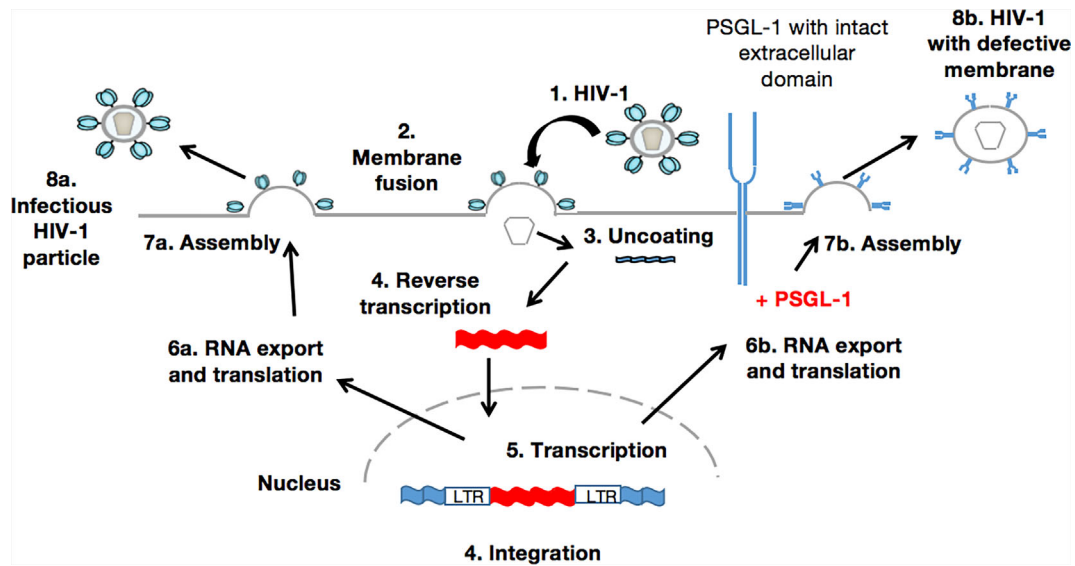 PSGL-1 with intact
extracellular
domain
8b. HIV-1
with defective
membrane
1. HIV-1
2.
Membrane
fusion
8a.
Infectious
HIV-1
particle
7a. Assembly
3. Uncoating
7b. Assembly
4. Reverse
transcription
+ PSGL-1
6a. RNA export
and translation
6b. RNA export
and translation
5. Transcription
Nucleus
LTR
LTR
4. Integration